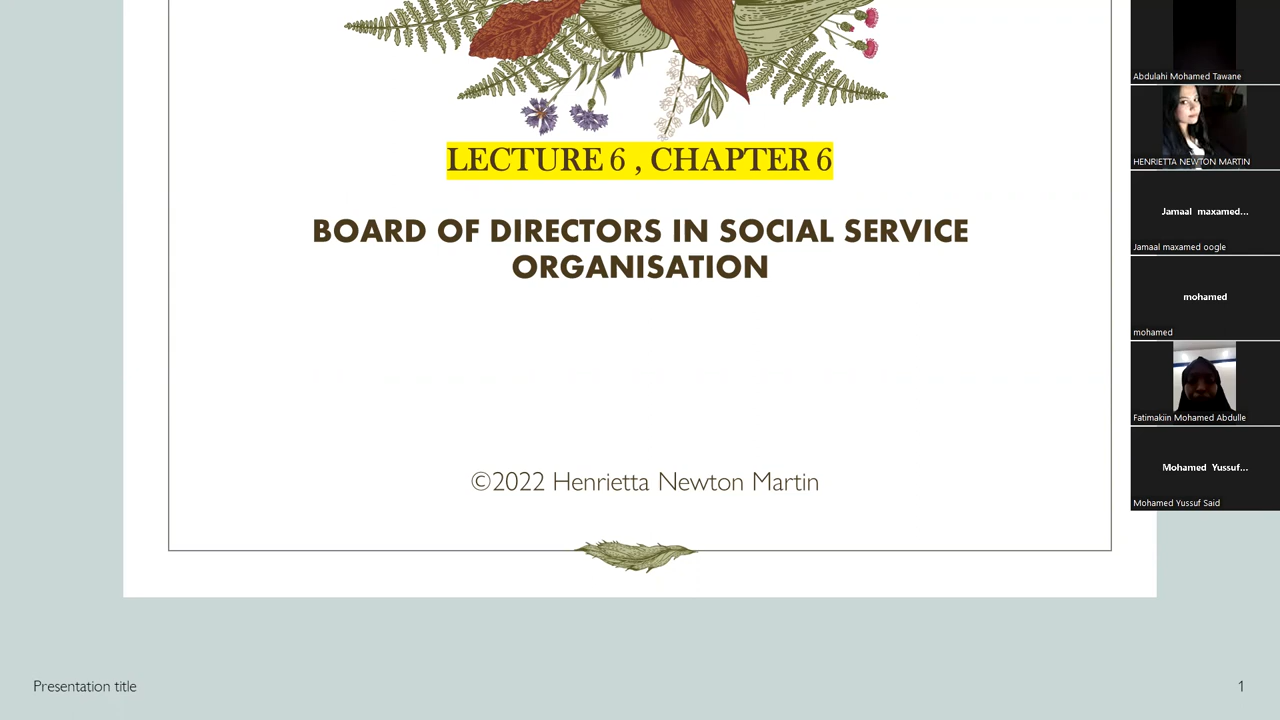 LECTURE 6 , CHAPTER 6
BOARD OF DIRECTORS IN SOCIAL SERVICE
ORGANISATION
©2022 Henrietta Newton Martin
Presentation title
1
Abdulahi Mohamed Tawane
HENRIETTA NEWTON MARTIN
Jamaal maxamed...
Jamaal maxamed oogle
mohamed
mohamed
Fatimakiin Mohamed Abdulle
Mohamed Yussuf...
Mohamed Yussuf Said